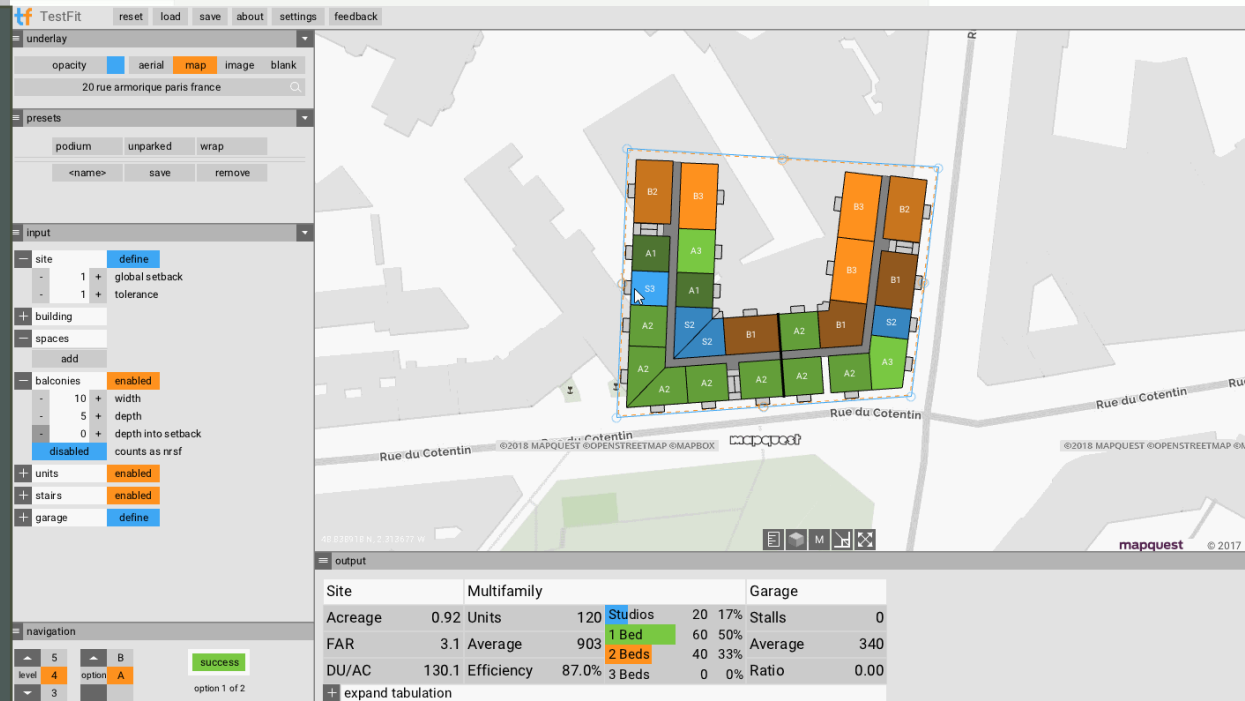 tf TestFit reset load save about settings feedback
underlay
opacity aerial map image blank
20 rue armorique paris france
presets
podium unparked wrap
<name> save remove
input
site define
- 1 + global setback
- 1 + tolerance
building
spaces
add
balconies enabled
- 10 + width
- 5 + depth
- 0 + depth into setback
disabled counts as nrsf
units enabled
stairs enabled
garage define
navigation
5 B
level 4 option A
3
success
option 1 of 2
B2 B3 B3 B2
A1 A3 B3 B1
S3 A1
A2 S2 S2 B1 A2 B1 S2
A2 A2 A2 A2 A2 A2 A3
Rue du Cotentin
Rue du Cotentin
Rue du Cotentin
Rue du Cotentin
©2018 MAPQUEST ©OPENSTREETMAP ©MAPBOX
mapquest
©2018 MAPQUEST ©OPENSTREETMAP
M
mapquest © 2017
output
Site Multifamily Garage
Acreage 0.92 Units 120 Studios 20 17% Stalls 0
FAR 3.1 Average 903 1 Bed 60 50% Average 340
2 Beds 40 33%
DU/AC 130.1 Efficiency 87.0% 3 Beds 0 0% Ratio 0.00
+ expand tabulation